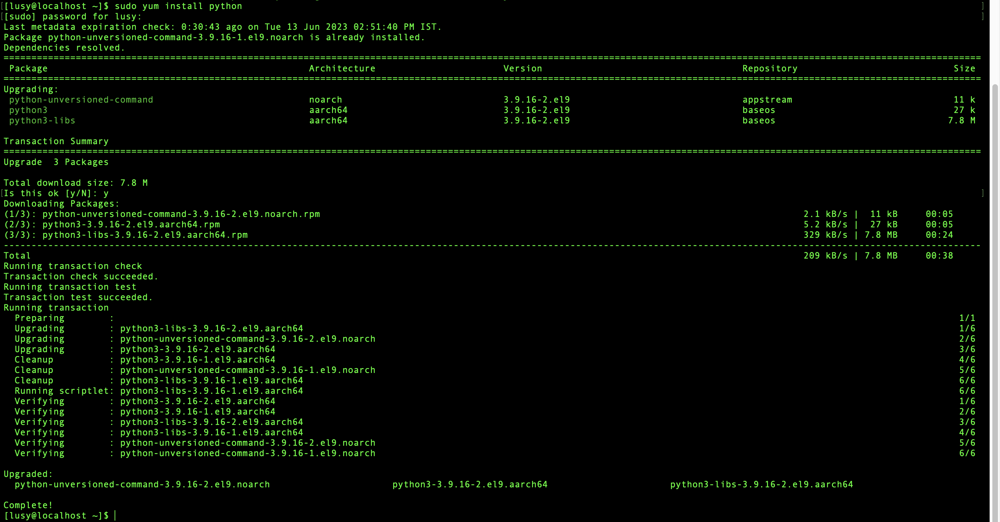 [[lusy@localhost ~]$ sudo yum install python ]
[[sudo] password for lusy: ]
Last metadata expiration check: 0:30:43 ago on Tue 13 Jun 2023 02:51:40 PM IST.
Package python-unversioned-command-3.9.16-1.el9.noarch is already installed.
Dependencies resolved.
================================================================================
Package Architecture Version Repository Size
================================================================================
Upgrading:
python-unversioned-command noarch 3.9.16-2.el9 appstream 11 k
python3 aarch64 3.9.16-2.el9 baseos 27 k
python3-libs aarch64 3.9.16-2.el9 baseos 7.8 M
Transaction Summary
================================================================================
Upgrade  3 Packages
Total download size: 7.8 M
[Is this ok [y/N]: y ]
Downloading Packages:
(1/3): python-unversioned-command-3.9.16-2.el9.noarch.rpm 2.1 kB/s | 11 kB 00:05
(2/3): python3-3.9.16-2.el9.aarch64.rpm 5.2 kB/s | 27 kB 00:05
(3/3): python3-libs-3.9.16-2.el9.aarch64.rpm 329 kB/s | 7.8 MB 00:24
--------------------------------------------------------------------------------
Total 209 kB/s | 7.8 MB 00:38
Running transaction check
Transaction check succeeded.
Running transaction test
Transaction test succeeded.
Running transaction
Preparing : 1/1
Upgrading : python3-libs-3.9.16-2.el9.aarch64 1/6
Upgrading : python-unversioned-command-3.9.16-2.el9.noarch 2/6
Upgrading : python3-3.9.16-2.el9.aarch64 3/6
Cleanup : python3-3.9.16-1.el9.aarch64 4/6
Cleanup : python-unversioned-command-3.9.16-1.el9.noarch 5/6
Cleanup : python3-libs-3.9.16-1.el9.aarch64 6/6
Running scriptlet: python3-libs-3.9.16-1.el9.aarch64 6/6
Verifying : python3-3.9.16-2.el9.aarch64 1/6
Verifying : python3-3.9.16-1.el9.aarch64 2/6
Verifying : python3-libs-3.9.16-2.el9.aarch64 3/6
Verifying : python3-libs-3.9.16-1.el9.aarch64 4/6
Verifying : python-unversioned-command-3.9.16-2.el9.noarch 5/6
Verifying : python-unversioned-command-3.9.16-1.el9.noarch 6/6
Upgraded:
python-unversioned-command-3.9.16-2.el9.noarch python3-3.9.16-2.el9.aarch64 python3-libs-3.9.16-2.el9.aarch64
Complete!
[lusy@localhost ~]$